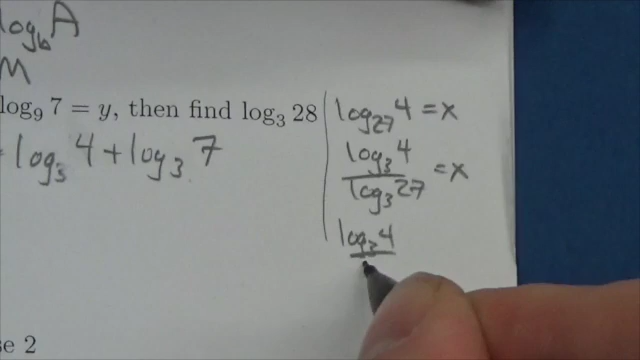 log_b A
M
log_9 7 = y, then find log_3 28
= log_3 4 + log_3 7
log_27 4 = x
log_3 4 / log_3 27 = x
log_3 4
se 2